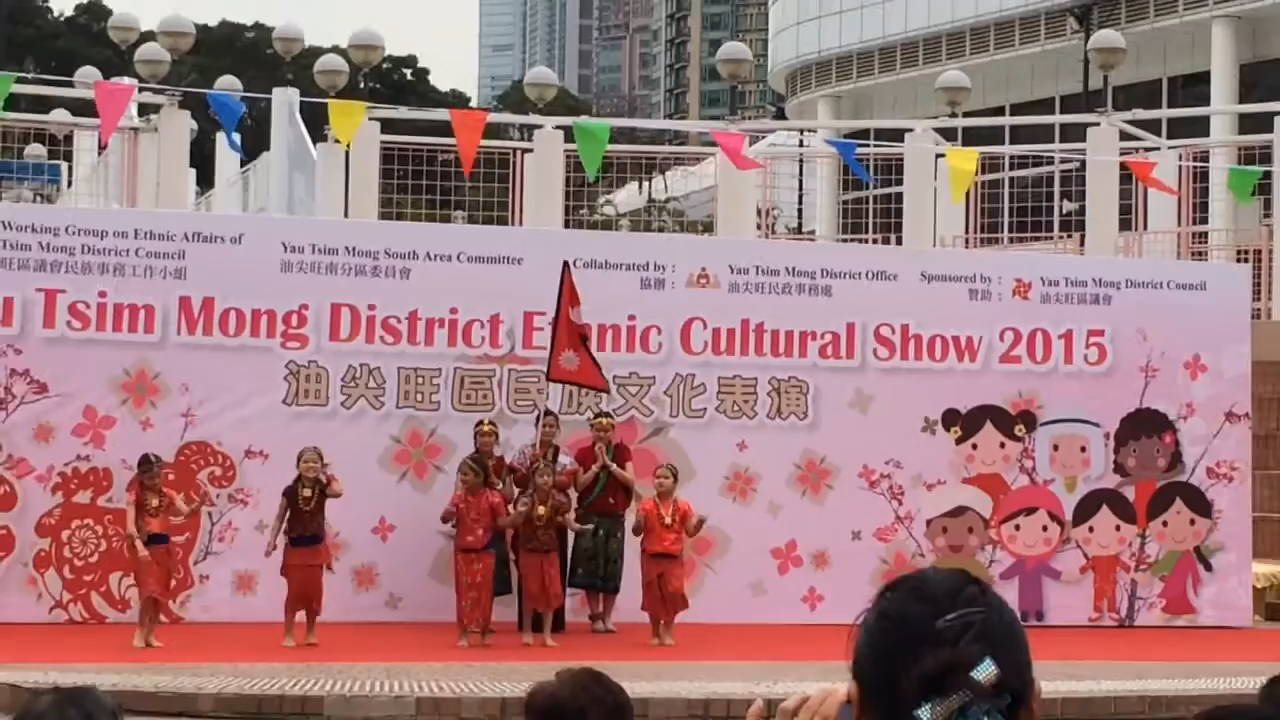 Working Group on Ethnic Affairs of
Tsim Mong District Council
旺區議會民族事務工作小組
Yau Tsim Mong South Area Committee
油尖旺南分區委員會
Collaborated by :
協辦 :
Yau Tsim Mong District Office
油尖旺民政事務處
Sponsored by :
贊助 :
Yau Tsim Mong District Council
油尖旺區議會
u Tsim Mong District Ethnic Cultural Show 2015
油尖旺區民族文化表演